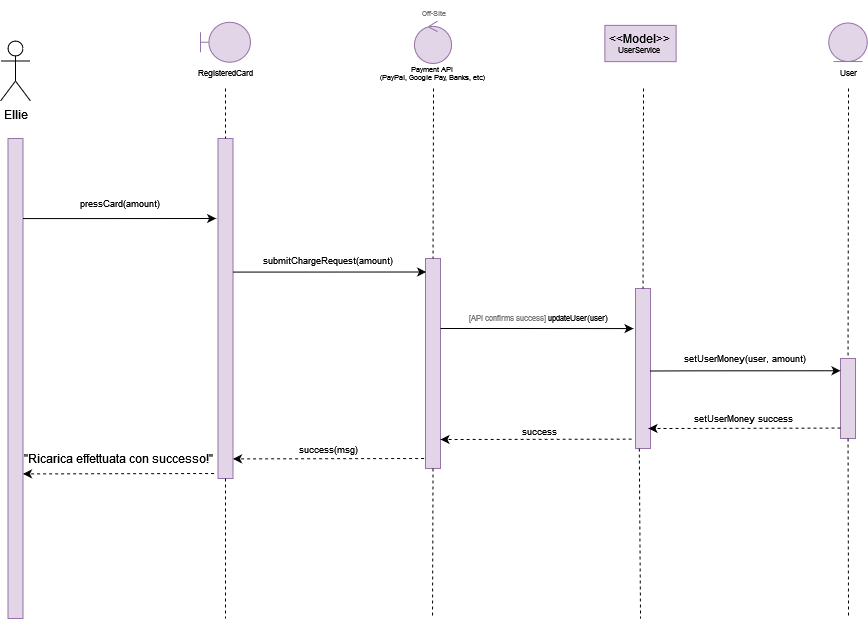 Off-Site
<<Model>>
UserService
RegisteredCard
Payment API
(PayPal, Google Pay, Banks, etc)
User
Ellie
pressCard(amount)
submitChargeRequest(amount)
[API confirms success] updateUser(user)
setUserMoney(user, amount)
setUserMoney success
success
success(msg)
"Ricarica effettuata con successo!"